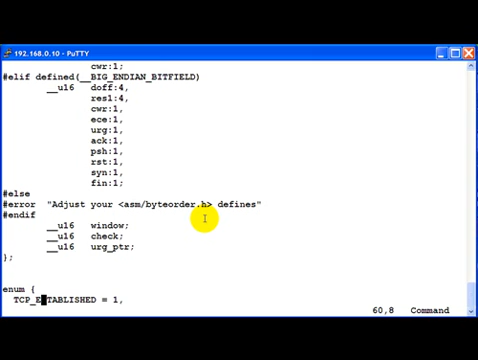 192.168.0.10 - PuTTY
cwr:1;
#elif defined(__BIG_ENDIAN_BITFIELD)
__u16 doff:4,
res1:4,
cwr:1,
ece:1,
urg:1,
ack:1,
psh:1,
rst:1,
syn:1,
fin:1;
#else
#error "Adjust your <asm/byteorder.h> defines"
#endif
__u16 window;
__u16 check;
__u16 urg_ptr;
};
enum {
TCP_ESTABLISHED = 1,
60,8 Command